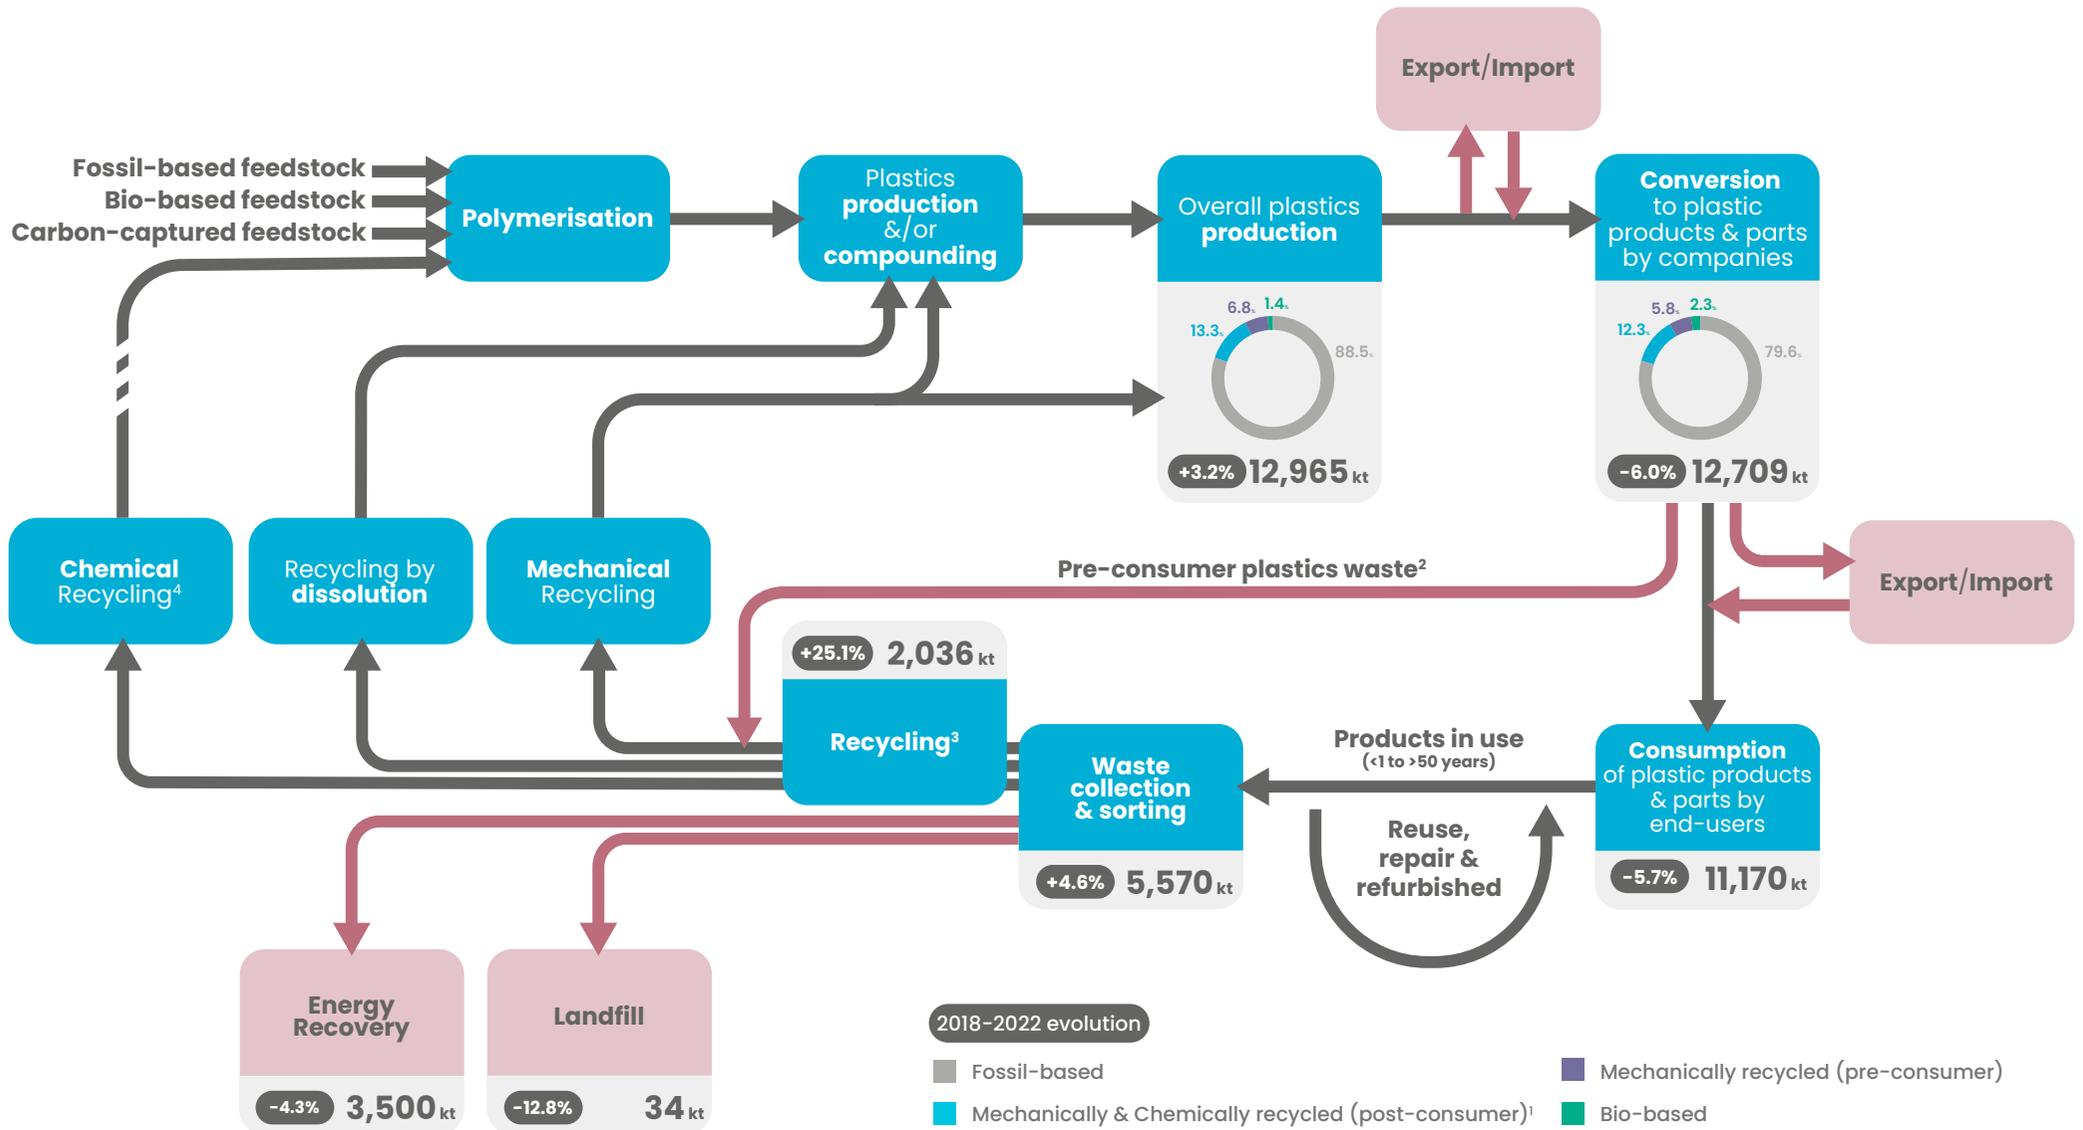 Export/Import
Fossil-based feedstock
Bio-based feedstock
Carbon-captured feedstock
Polymerisation
Plastics
production
&/or
compounding
Overall plastics
production
Conversion
to plastic
products & parts
by companies
6.8%
1.4%
13.3%
88.5%
+3.2%
12,965 kt
5.8%
2.3%
12.3%
79.6%
-6.0%
12,709 kt
Chemical
Recycling4
Recycling by
dissolution
Mechanical
Recycling
Pre-consumer plastics waste2
Export/Import
+25.1%
2,036 kt
Recycling3
Waste
collection
& sorting
+4.6%
5,570 kt
Products in use
(<1 to >50 years)
Reuse,
repair &
refurbished
Consumption
of plastic products
& parts by
end-users
-5.7%
11,170 kt
Energy
Recovery
-4.3%
3,500 kt
Landfill
-12.8%
34 kt
2018-2022 evolution
Fossil-based
Mechanically & Chemically recycled (post-consumer)1
Mechanically recycled (pre-consumer)
Bio-based